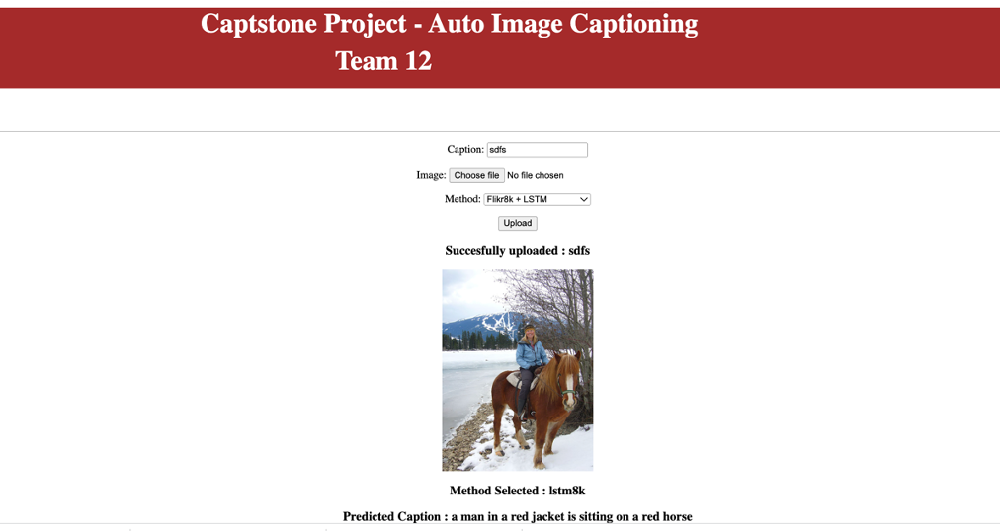 Captstone Project - Auto Image Captioning
Team 12
Caption: sdfs
Image: Choose file No file chosen
Method: Flikr8k + LSTM
Upload
Succesfully uploaded : sdfs
Method Selected : lstm8k
Predicted Caption : a man in a red jacket is sitting on a red horse